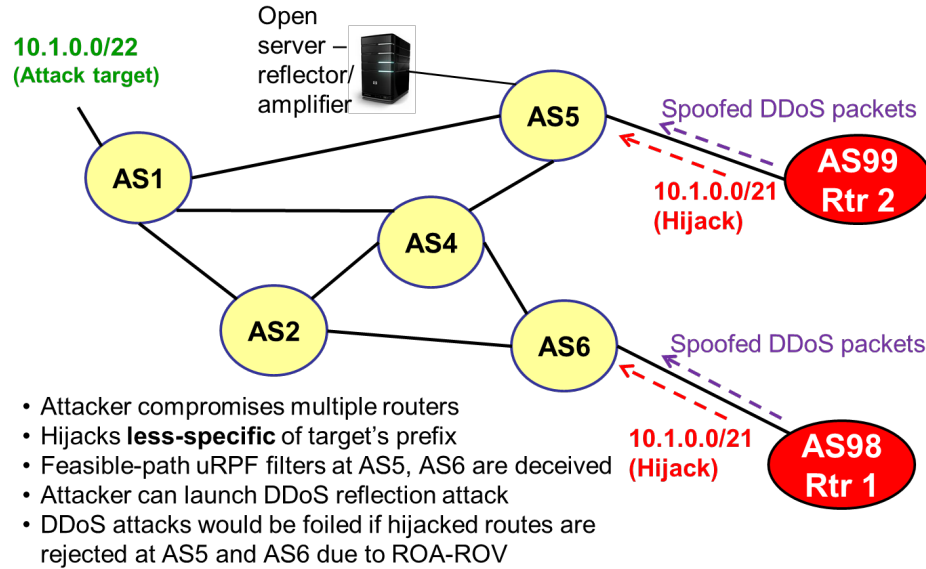 10.1.0.0/22
(Attack target)
Open
server –
reflector/
amplifier
AS5
Spoofed DDoS packets
AS99
Rtr 2
10.1.0.0/21
(Hijack)
AS1
AS4
AS2
AS6
Spoofed DDoS packets
10.1.0.0/21
(Hijack)
AS98
Rtr 1
• Attacker compromises multiple routers
• Hijacks less-specific of target's prefix
• Feasible-path uRPF filters at AS5, AS6 are deceived
• Attacker can launch DDoS reflection attack
• DDoS attacks would be foiled if hijacked routes are
rejected at AS5 and AS6 due to ROA-ROV